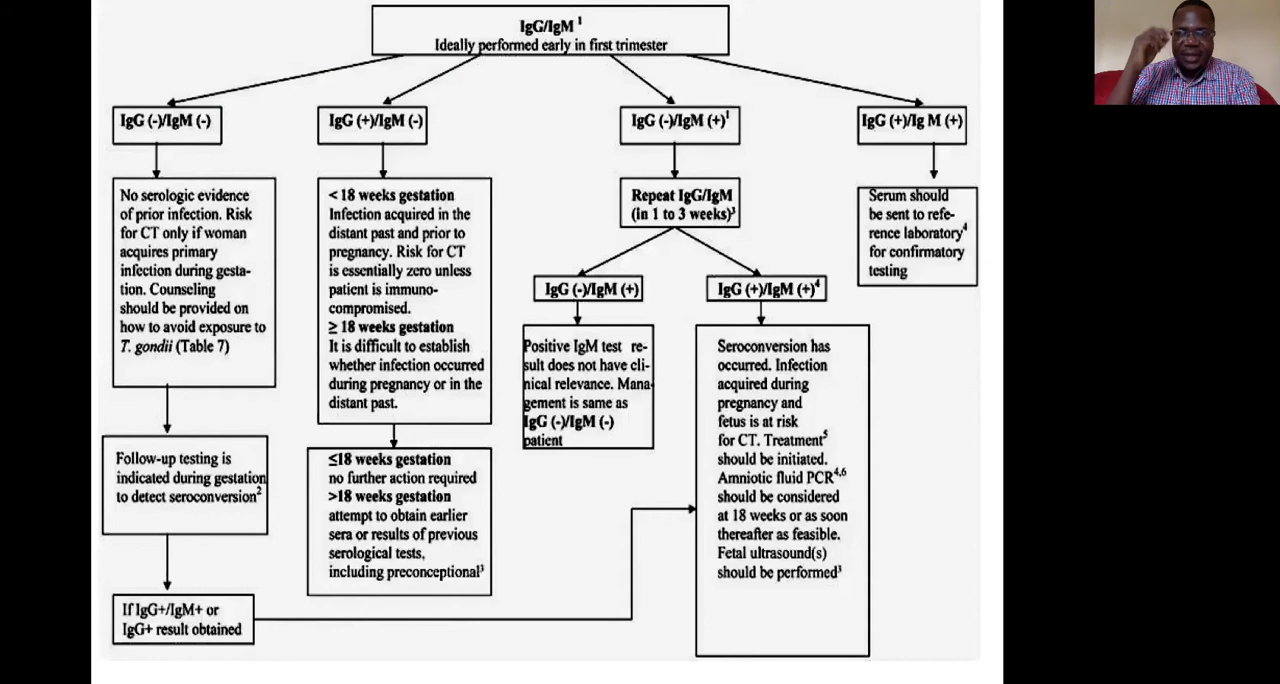 IgG/IgM 1
Ideally performed early in first trimester
IgG (-)/IgM (-)
IgG (+)/IgM (-)
IgG (-)/IgM (+)1
IgG (+)/Ig M (+)
No serologic evidence
of prior infection. Risk
for CT only if woman
acquires primary
infection during gesta-
tion. Counseling
should be provided on
how to avoid exposure to
T. gondii (Table 7)
Follow-up testing is
indicated during gestation
to detect seroconversion2
If IgG+/IgM+ or
IgG+ result obtained
< 18 weeks gestation
Infection acquired in the
distant past and prior to
pregnancy. Risk for CT
is essentially zero unless
patient is immuno-
compromised.
≥ 18 weeks gestation
It is difficult to establish
whether infection occurred
during pregnancy or in the
distant past.
≤18 weeks gestation
no further action required
>18 weeks gestation
attempt to obtain earlier
sera or results of previous
serological tests,
including preconceptional3
Repeat IgG/IgM
(in 1 to 3 weeks)3
IgG (-)/IgM (+)
Positive IgM test re-
sult does not have cli-
nical relevance. Mana-
gement is same as
IgG (-)/IgM (-)
patient
IgG (+)/IgM (+)4
Seroconversion has
occurred. Infection
acquired during
pregnancy and
fetus is at risk
for CT. Treatment5
should be initiated.
Amniotic fluid PCR4,6
should be considered
at 18 weeks or as soon
thereafter as feasible.
Fetal ultrasound(s)
should be performed3
Serum should
be sent to refe-
rence laboratory4
for confirmatory
testing